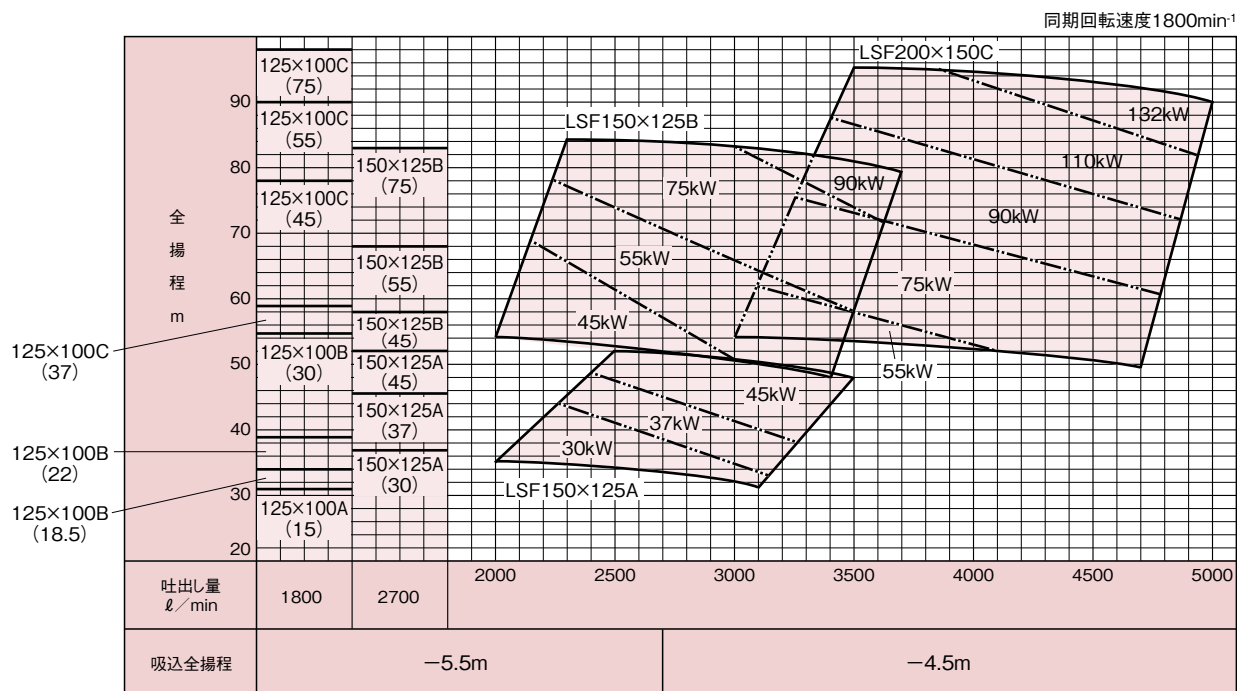 同期回転速度1800min-1
LSF200×150C
125×100C
(75)
90
125×100C
(55)
LSF150×125B
132kW
110kW
80
150×125B
(75)
75kW
90kW
125×100C
(45)
90kW
全
揚
程
m
70
150×125B
(55)
55kW
75kW
60
150×125B
(45)
45kW
125×100C
(37)
125×100B
(30)
50
150×125A
(45)
55kW
45kW
150×125A
(37)
37kW
40
125×100B
(22)
30kW
150×125A
(30)
LSF150×125A
30
125×100B
(18.5)
125×100A
(15)
20
吐出し量
ℓ/min
1800
2700
2000 2500 3000 3500 4000 4500 5000
吸込全揚程
-5.5m
-4.5m